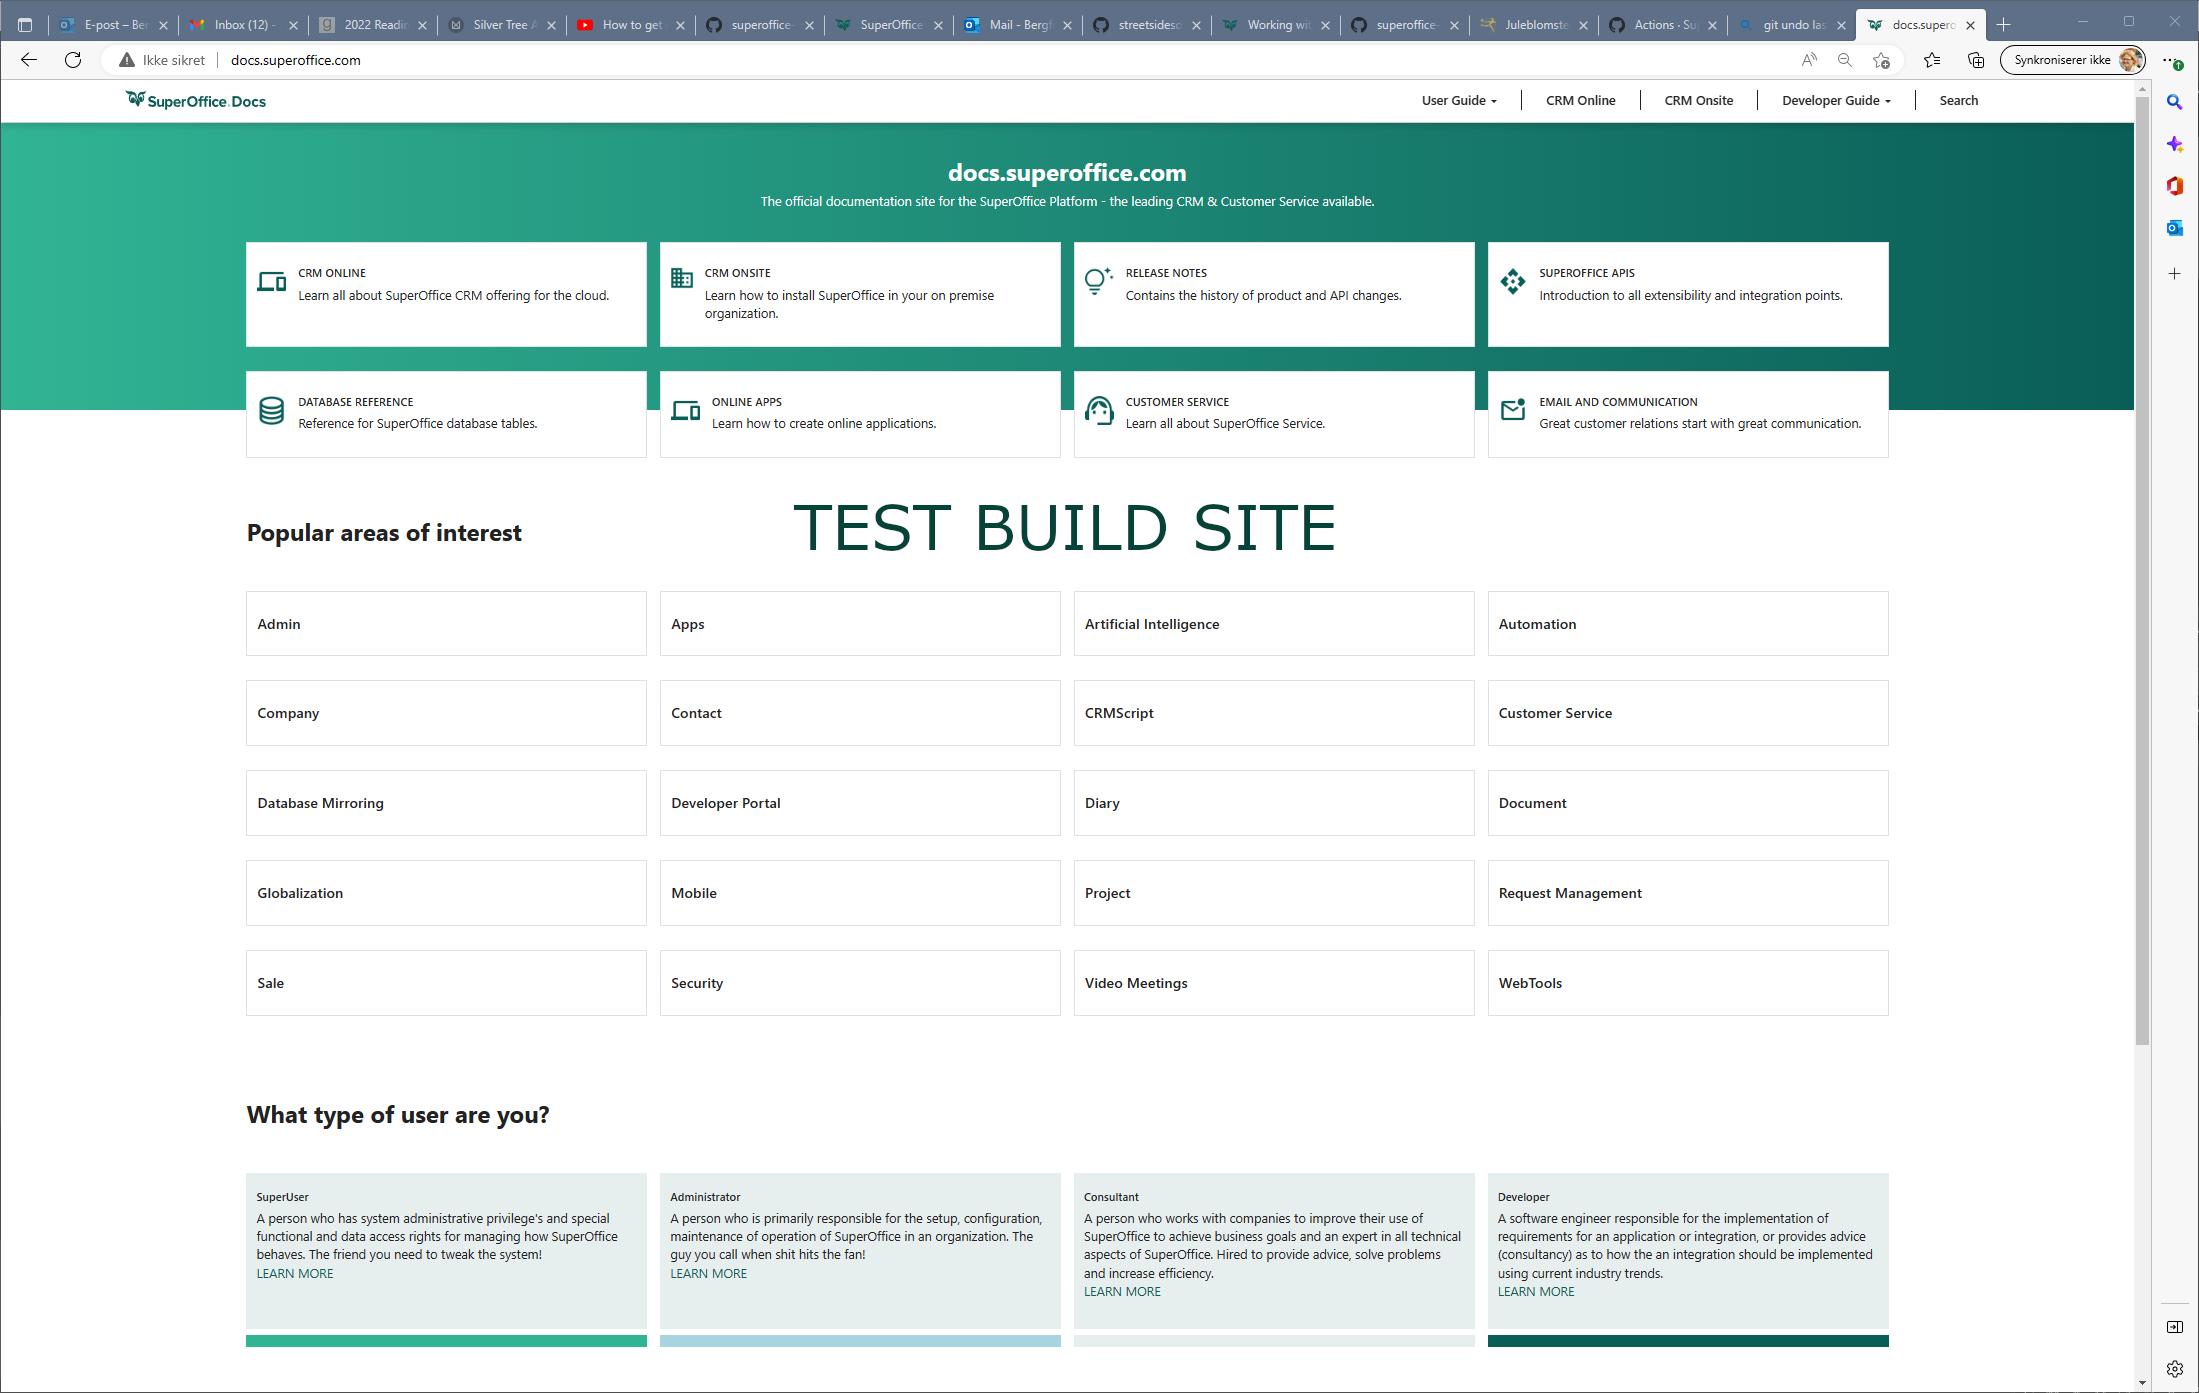 E-post – Ber
Inbox (12) -
2022 Readin
Silver Tree A
How to get
superoffice-
SuperOffice
Mail - Bergf
streetsideso
Working wit
superoffice-
Juleblomste
Actions · Su
git undo las
docs.supero
Ikke sikret
docs.superoffice.com
Synkroniserer ikke
SuperOffice Docs
User Guide
CRM Online
CRM Onsite
Developer Guide
Search
docs.superoffice.com
The official documentation site for the SuperOffice Platform - the leading CRM & Customer Service available.
CRM ONLINE
Learn all about SuperOffice CRM offering for the cloud.
CRM ONSITE
Learn how to install SuperOffice in your on premise
organization.
RELEASE NOTES
Contains the history of product and API changes.
SUPEROFFICE APIS
Introduction to all extensibility and integration points.
DATABASE REFERENCE
Reference for SuperOffice database tables.
ONLINE APPS
Learn how to create online applications.
CUSTOMER SERVICE
Learn all about SuperOffice Service.
EMAIL AND COMMUNICATION
Great customer relations start with great communication.
Popular areas of interest
TEST BUILD SITE
Admin
Apps
Artificial Intelligence
Automation
Company
Contact
CRMScript
Customer Service
Database Mirroring
Developer Portal
Diary
Document
Globalization
Mobile
Project
Request Management
Sale
Security
Video Meetings
WebTools
What type of user are you?
SuperUser
A person who has system administrative privilege's and special
functional and data access rights for managing how SuperOffice
behaves. The friend you need to tweak the system!
LEARN MORE
Administrator
A person who is primarily responsible for the setup, configuration,
maintenance of operation of SuperOffice in an organization. The
guy you call when shit hits the fan!
LEARN MORE
Consultant
A person who works with companies to improve their use of
SuperOffice to achieve business goals and an expert in all technical
aspects of SuperOffice. Hired to provide advice, solve problems
and increase efficiency.
LEARN MORE
Developer
A software engineer responsible for the implementation of
requirements for an application or integration, or provides advice
(consultancy) as to how the an integration should be implemented
using current industry trends.
LEARN MORE